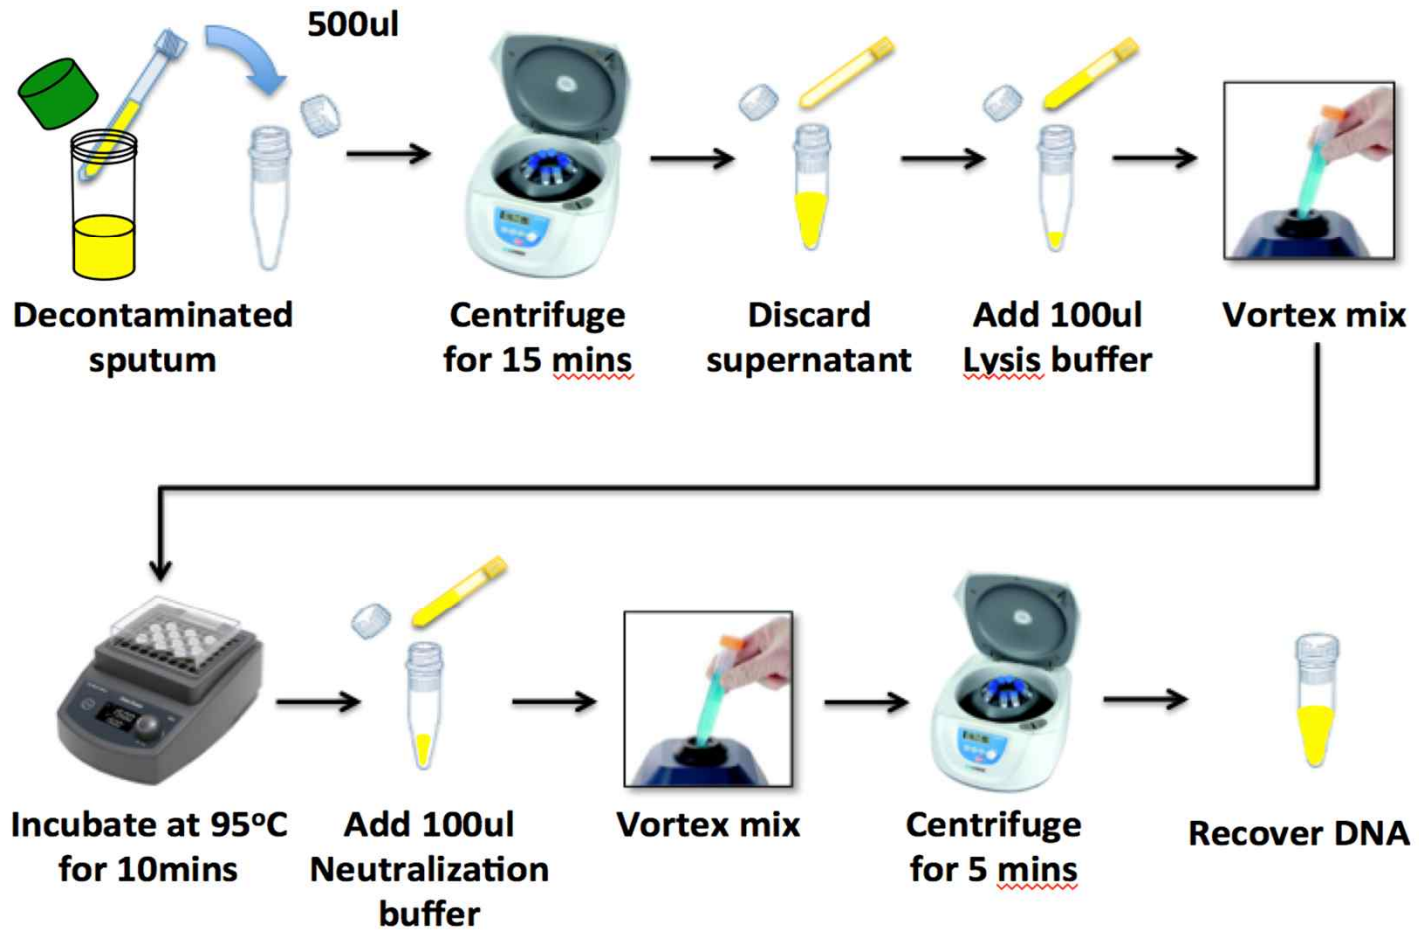 500ul
Decontaminated
sputum
Centrifuge
for 15 mins
Discard
supernatant
Add 100ul
Lysis buffer
Vortex mix
Incubate at 95°C
for 10mins
Add 100ul
Neutralization
buffer
Vortex mix
Centrifuge
for 5 mins
Recover DNA